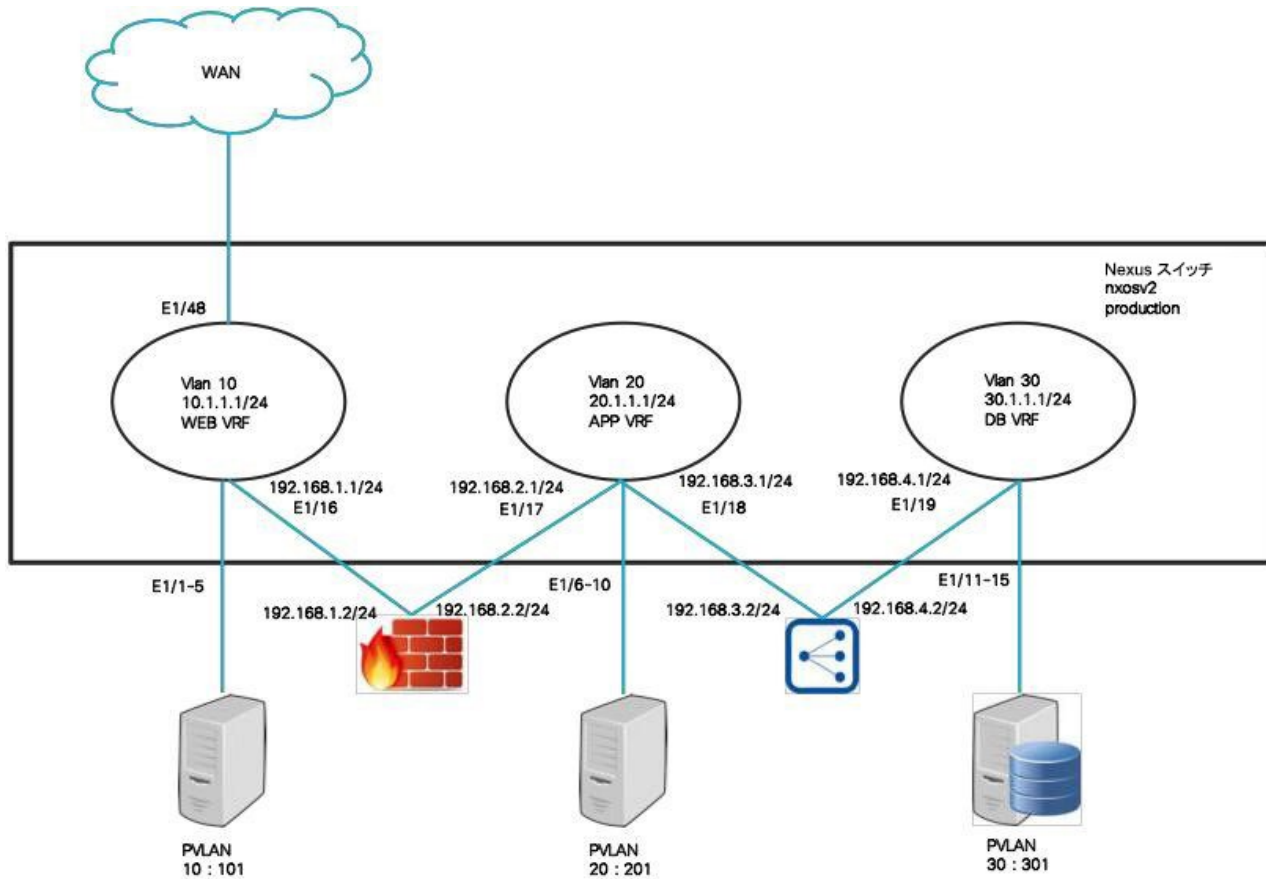 WAN
Nexus スイッチ
nxosv2
production
E1/48
Vlan 10
10.1.1.1/24
WEB VRF
Vlan 20
20.1.1.1/24
APP VRF
Vlan 30
30.1.1.1/24
DB VRF
192.168.1.1/24
E1/16
192.168.2.1/24
E1/17
192.168.3.1/24
E1/18
192.168.4.1/24
E1/19
E1/1-5
192.168.1.2/24
192.168.2.2/24
E1/6-10
192.168.3.2/24
192.168.4.2/24
E1/11-15
PVLAN
10 : 101
PVLAN
20 : 201
PVLAN
30 : 301